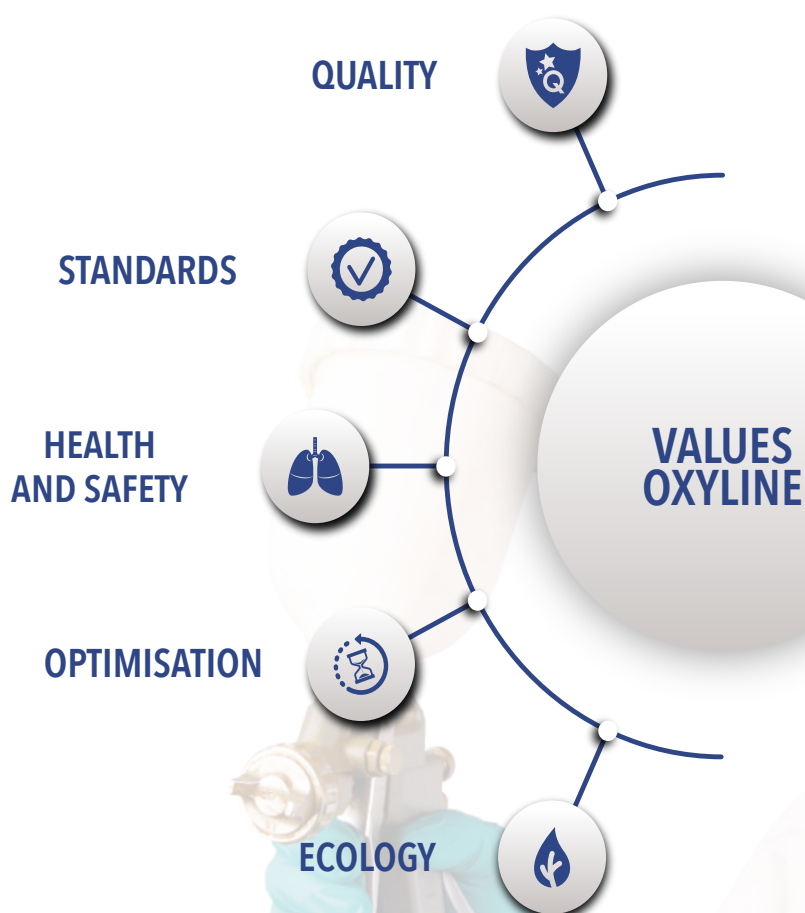 QUALITY
STANDARDS
HEALTH
AND SAFETY
VALUES
OXYLINE
OPTIMISATION
ECOLOGY